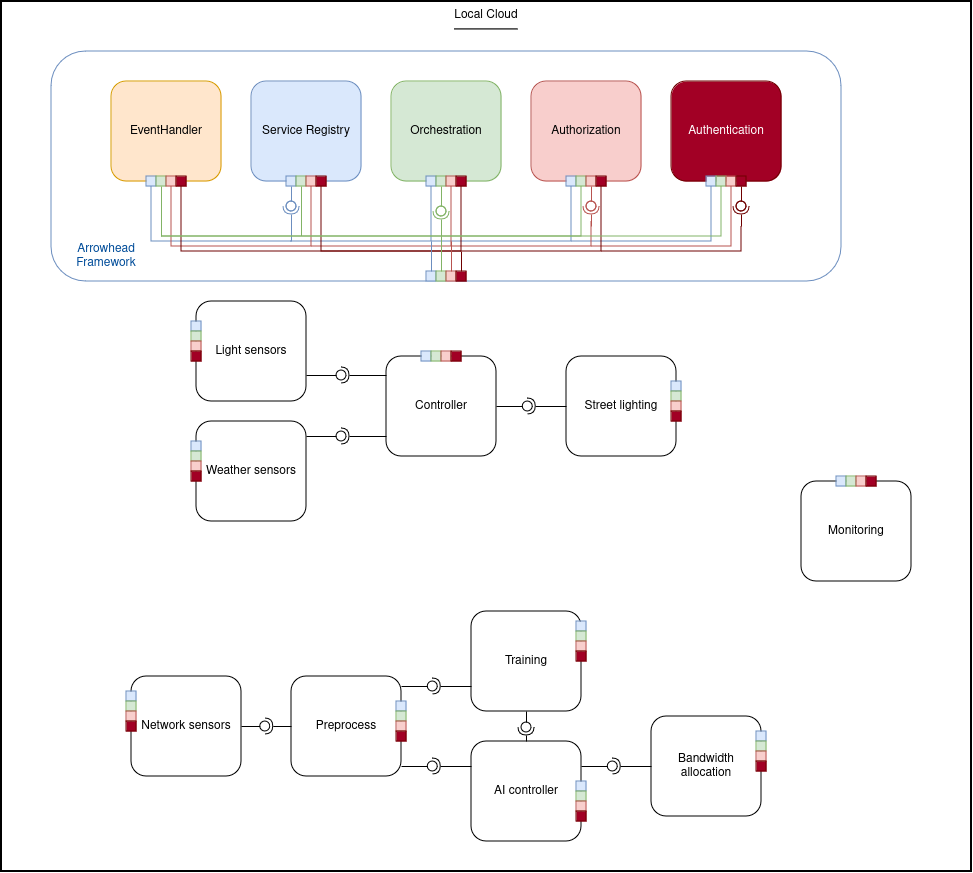 Local Cloud
EventHandler
Service Registry
Orchestration
Authorization
Authentication
Arrowhead
Framework
Light sensors
Controller
Street lighting
Weather sensors
Monitoring
Training
Network sensors
Preprocess
AI controller
Bandwidth
allocation